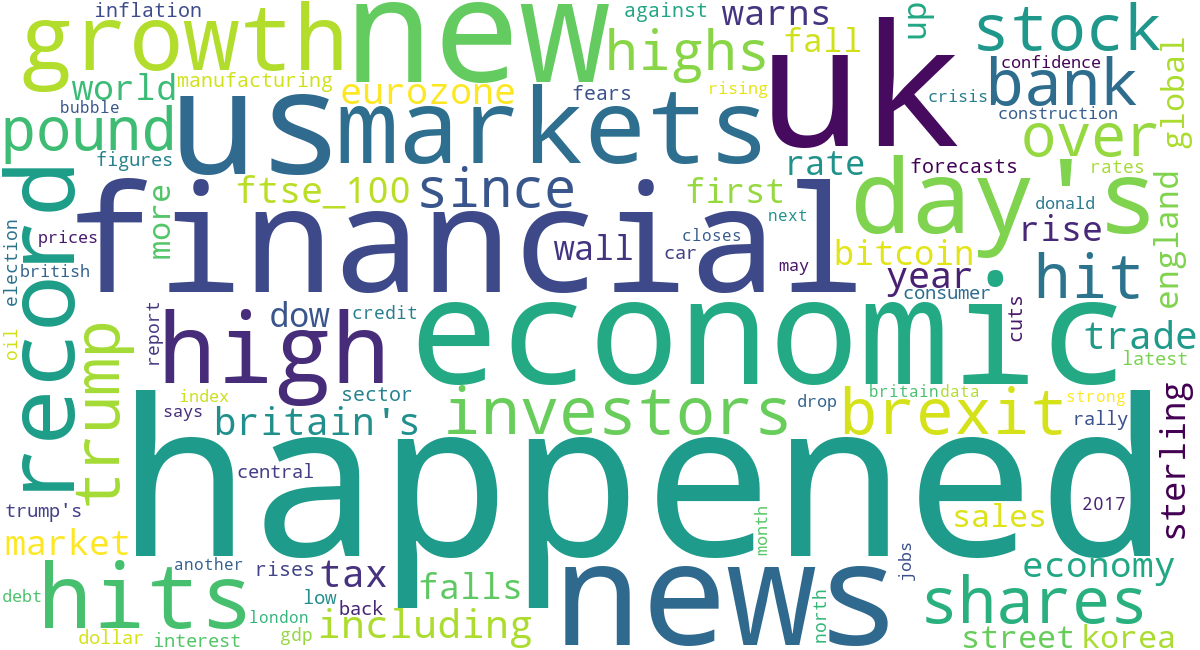 inflation
growth
new
against
warns
up
stock
highs
fall
confidence
global
world
manufacturing
eurozone
fears
rising
uk
crisis
bank
construction
bubble
pound
us
markets
over
figures
rate
forecasts
rates
record
more
ftse_100
since
first
day's
donald
england
next
election
prices
financial
wall
closes
car
bitcoin
rise
british
may
year
hit
consumer
oil
trump
report
high
dow
credit
economic
cuts
trade
latest
sector
index
says
britain's
investors
drop
brexit
britain
data
strong
rally
sterling
happened
central
trump's
2017
sales
market
month
another
rises
tax
low
back
falls
news
jobs
economy
debt
hits
london
gdp
including
north
shares
dollar
interest
street
korea